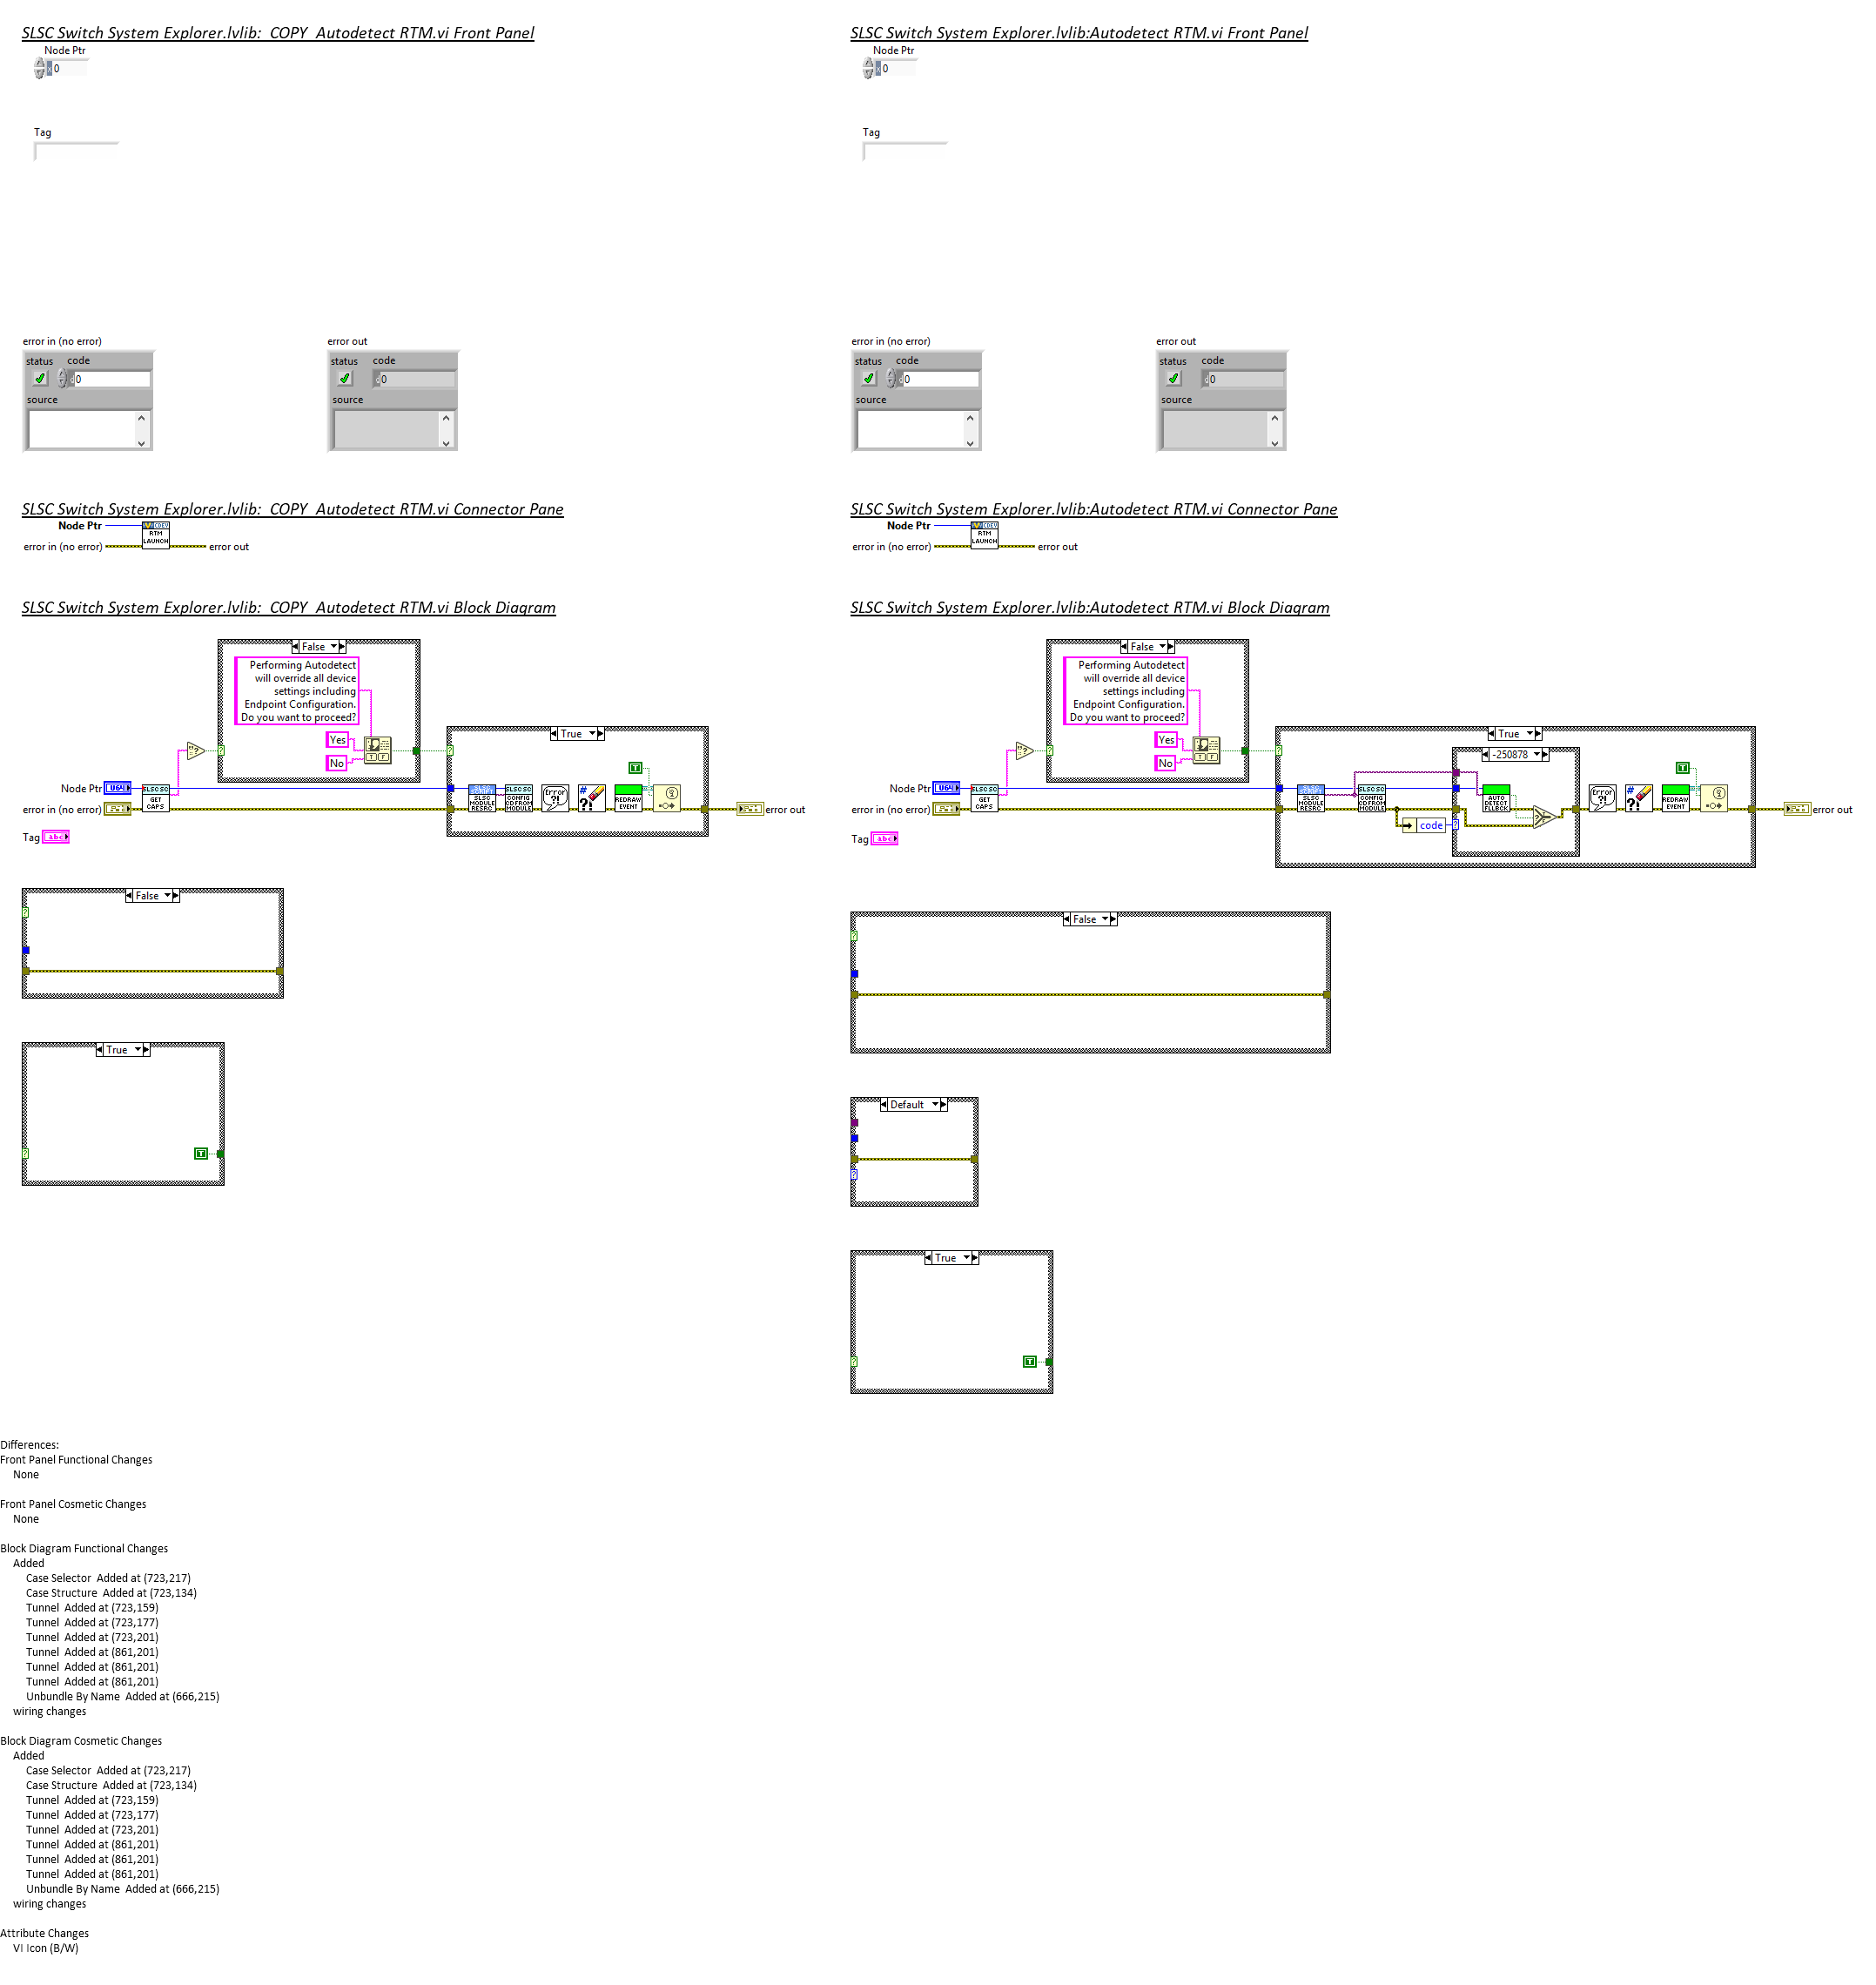 SLSC Switch System Explorer.lvlib:  COPY  Autodetect RTM.vi Front Panel
Node Ptr
x 0
Tag
error in (no error)
status code
d 0
source
error out
status code
d 0
source
SLSC Switch System Explorer.lvlib:  COPY  Autodetect RTM.vi Connector Pane
Node Ptr
CDEV
RTM
LAUNCH
error in (no error)
error out
SLSC Switch System Explorer.lvlib:  COPY  Autodetect RTM.vi Block Diagram
False
Performing Autodetect
will override all device
settings including
Endpoint Configuration.
Do you want to proceed?
Yes
No
T F
True
T
Node Ptr
U64
error in (no error)
Tag
abc
SLSC SC
GET
CAPS
SLSC
MODULE
RESRC
SLSC SC
CONFIG
CDFROM
MODULE
Error
?!
#
?!
REDRAW
EVENT
error out
False
True
T
SLSC Switch System Explorer.lvlib:Autodetect RTM.vi Front Panel
Node Ptr
x 0
Tag
error in (no error)
status code
d 0
source
error out
status code
d 0
source
SLSC Switch System Explorer.lvlib:Autodetect RTM.vi Connector Pane
Node Ptr
CDEV
RTM
LAUNCH
error in (no error)
error out
SLSC Switch System Explorer.lvlib:Autodetect RTM.vi Block Diagram
False
Performing Autodetect
will override all device
settings including
Endpoint Configuration.
Do you want to proceed?
Yes
No
T F
True
-250878
T
Node Ptr
U64
error in (no error)
Tag
abc
SLSC SC
GET
CAPS
SLSC
MODULE
RESRC
SLSC SC
CONFIG
CDFROM
MODULE
code
AUTO
DETECT
FLLBCK
Error
?!
#
?!
REDRAW
EVENT
error out
False
Default
True
T
Differences:
Front Panel Functional Changes
None
Front Panel Cosmetic Changes
None
Block Diagram Functional Changes
Added
Case Selector  Added at (723,217)
Case Structure  Added at (723,134)
Tunnel  Added at (723,159)
Tunnel  Added at (723,177)
Tunnel  Added at (723,201)
Tunnel  Added at (861,201)
Tunnel  Added at (861,201)
Tunnel  Added at (861,201)
Unbundle By Name  Added at (666,215)
wiring changes
Block Diagram Cosmetic Changes
Added
Case Selector  Added at (723,217)
Case Structure  Added at (723,134)
Tunnel  Added at (723,159)
Tunnel  Added at (723,177)
Tunnel  Added at (723,201)
Tunnel  Added at (861,201)
Tunnel  Added at (861,201)
Tunnel  Added at (861,201)
Unbundle By Name  Added at (666,215)
wiring changes
Attribute Changes
VI Icon (B/W)